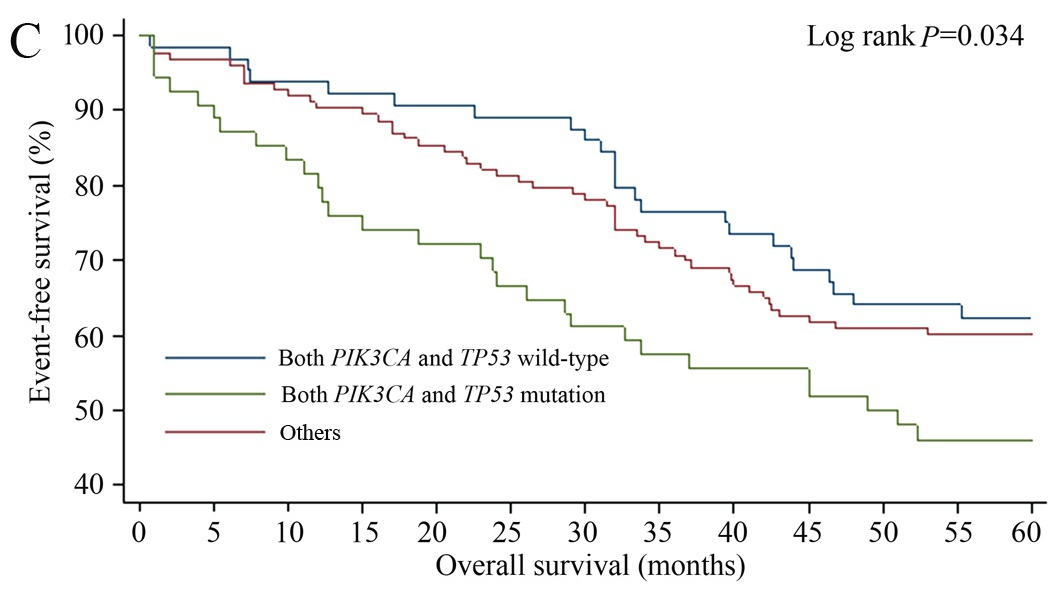 C
Log rank P=0.034
Event-free survival (%)
100
90
80
70
60
50
40
Both PIK3CA and TP53 wild-type
Both PIK3CA and TP53 mutation
Others
0 5 10 15 20 25 30 35 40 45 50 55 60
Overall survival (months)